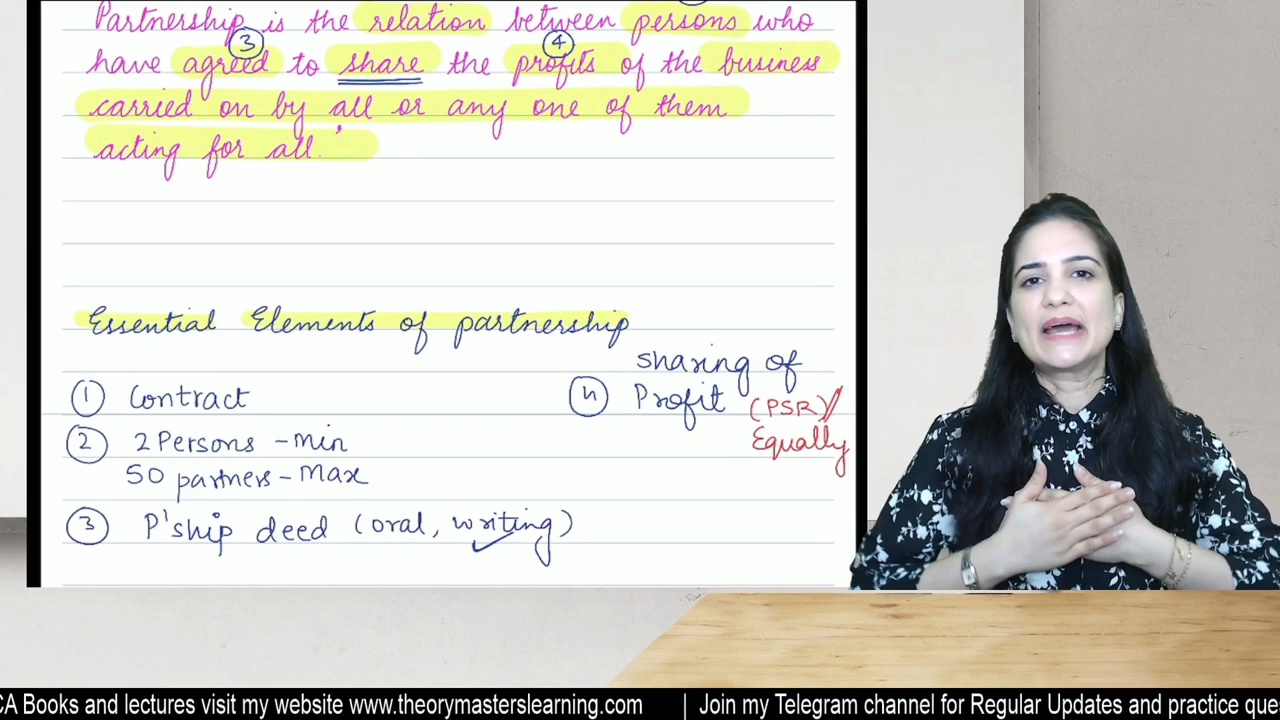 Partnership is the relation between persons who
③ ④
have agreed to share the profits of the business
carried on by all or any one of them
acting for all.'
Essential Elements of partnership
① Contract
② 2 Persons - Min
50 partners - Max
③ P'ship deed (oral, writing)
sharing of
④ Profit (PSR)/
Equally
CA Books and lectures visit my website www.theorymasterslearning.com | Join my Telegram channel for Regular Updates and practice que